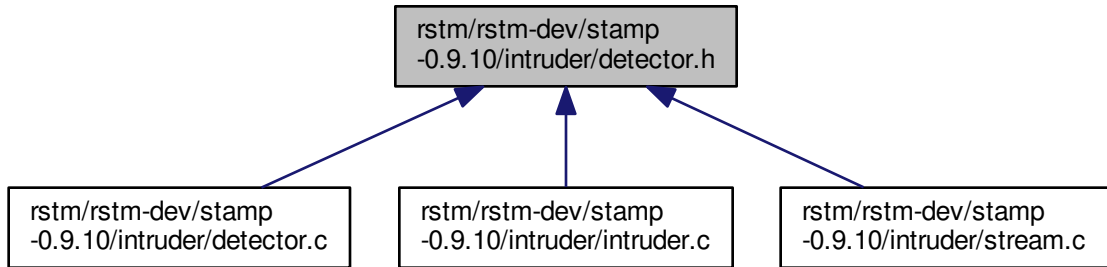 rstm/rstm-dev/stamp
-0.9.10/intruder/detector.h
rstm/rstm-dev/stamp
-0.9.10/intruder/detector.c
rstm/rstm-dev/stamp
-0.9.10/intruder/intruder.c
rstm/rstm-dev/stamp
-0.9.10/intruder/stream.c